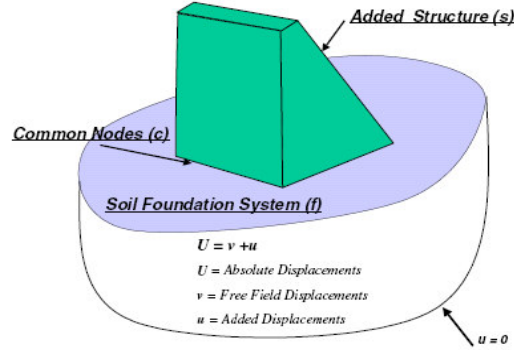 Added Structure (s)
Common Nodes (c)
Soil Foundation System (f)
U = v +u
U = Absolute Displacements
v = Free Field Displacements
u = Added Displacements
u = 0